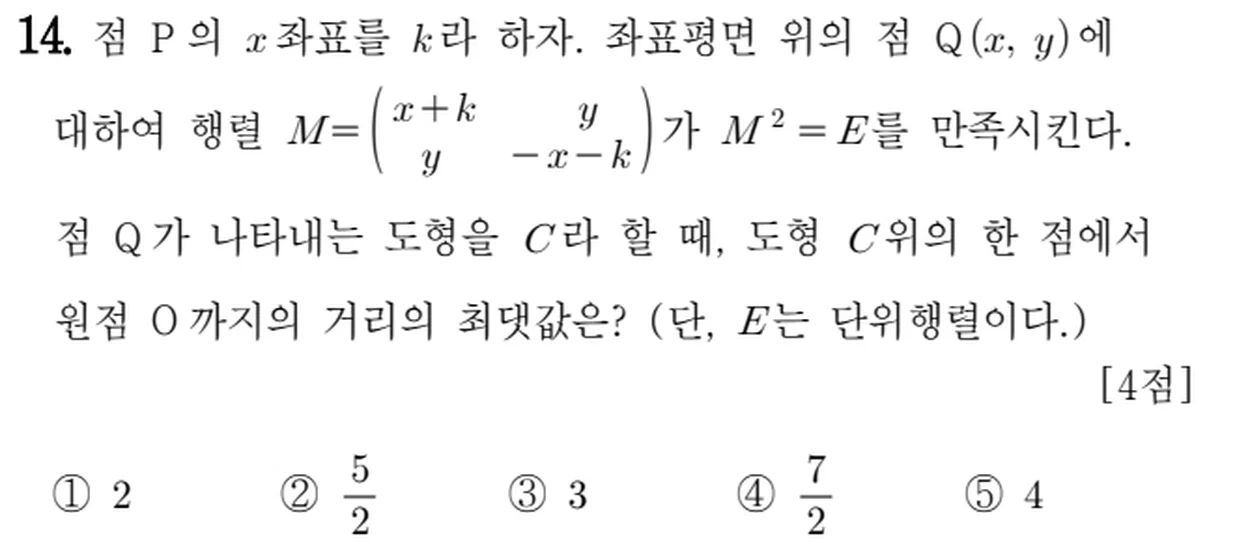 14. 점 P의 x좌표를 k라 하자. 좌표평면 위의 점 Q(x, y)에
대하여 행렬 M=(x+k y
y -x-k)가 M²=E를 만족시킨다.
점 Q가 나타내는 도형을 C라 할 때, 도형 C위의 한 점에서
원점 O까지의 거리의 최댓값은? (단, E는 단위행렬이다.)
[4점]
① 2 ② 5/2 ③ 3 ④ 7/2 ⑤ 4